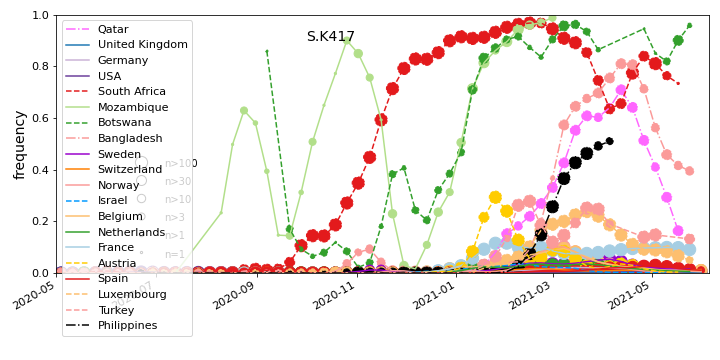 S.K417
frequency
1.0
0.8
0.6
0.4
0.2
0.0
Qatar
United Kingdom
Germany
USA
South Africa
Mozambique
Botswana
Bangladesh
Sweden
Switzerland
Norway
Israel
Belgium
Netherlands
France
Austria
Spain
Luxembourg
Turkey
Philippines
n>100
n>30
n>10
n>3
n>1
n=1
2020-05
2020-07
2020-09
2020-11
2021-01
2021-03
2021-05